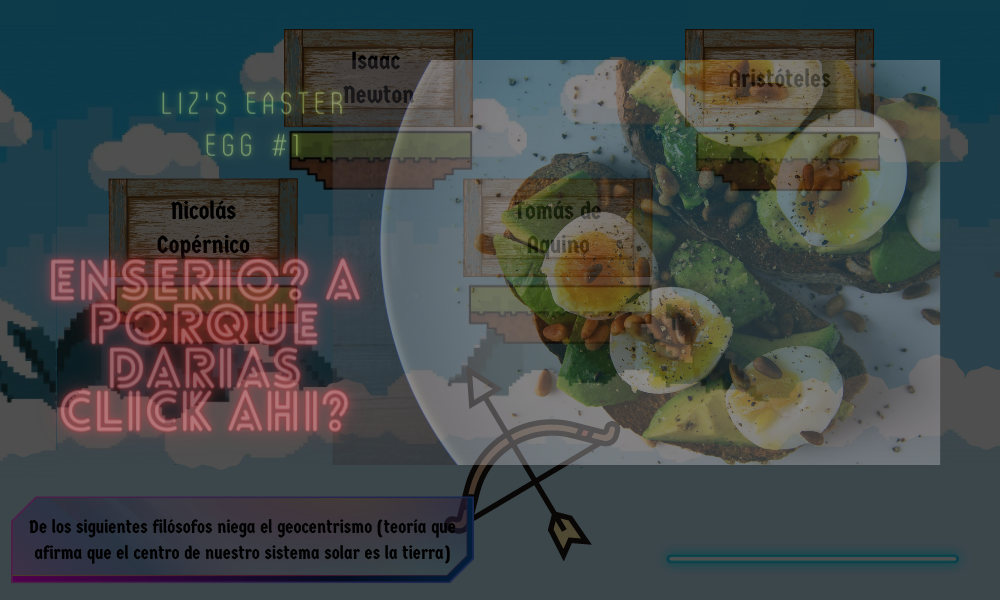 Isaac
Newton
Aristóteles
LIZ'S EASTER
EGG #1
Nicolás
Copérnico
Tomás de
Aquino
ENSERIO? A
PORQUE
DARIAS
CLICK AHI?
De los siguientes filósofos niega el geocentrismo (teoría que
afirma que el centro de nuestro sistema solar es la tierra)